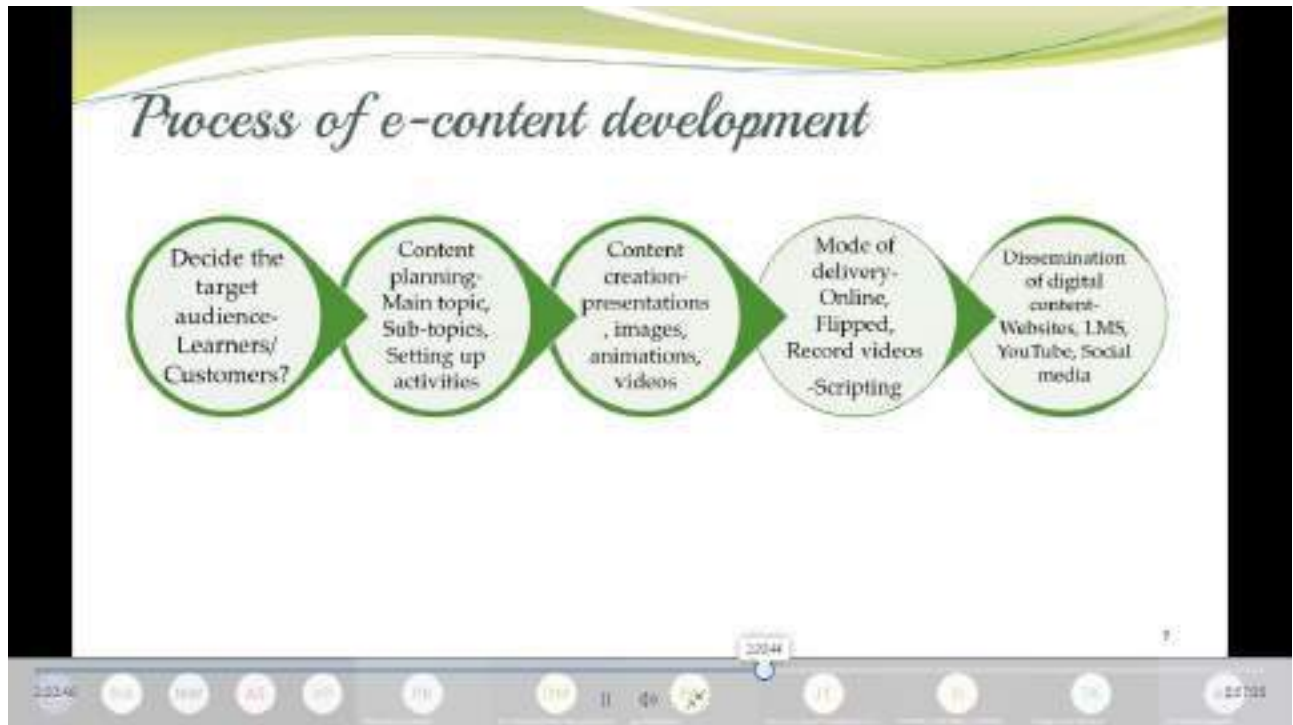 Process of e-content development
Decide the
target
audience-
Learners/
Customers?
Content
planning-
Main topic,
Sub-topics,
Setting up
activities
Content
creation-
presentations
, images,
animations,
videos
Mode of
delivery-
Online,
Flipped,
Record videos
-Scripting
Dissemination
of digital
content-
Websites, LMS,
YouTube, Social
media